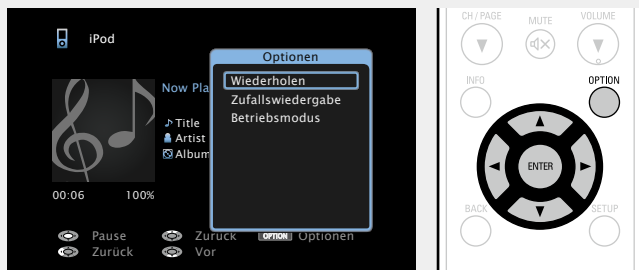 iPod
Optionen
Wiederholen
Zufallswiedergabe
Betriebsmodus
Now Pla
Title
Artist
Album
00:06 100%
Pause Zurück OPTION Optionen
Zurück Vor
CH / PAGE MUTE VOLUME
INFO OPTION
ENTER
BACK SETUP